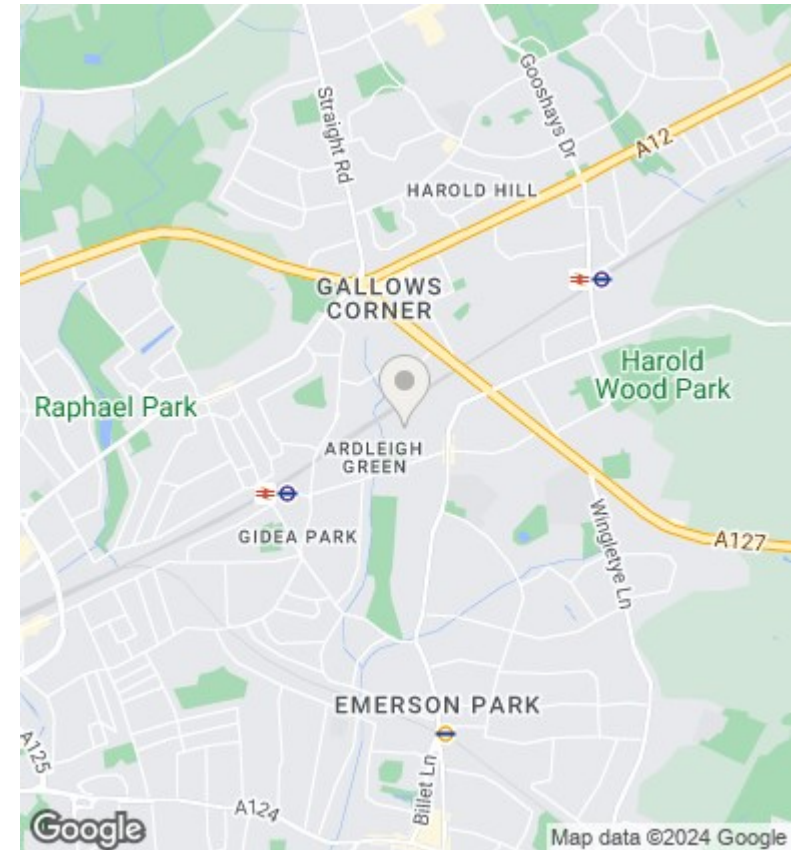 Straight Rd
Gooshays Dr
A12
HAROLD HILL
GALLOWS
CORNER
Harold
Wood Park
Raphael Park
ARDLEIGH
GREEN
GIDEA PARK
A127
Wingletye Ln
EMERSON PARK
A125
A124
Billet Ln
Google
Map data ©2024 Google